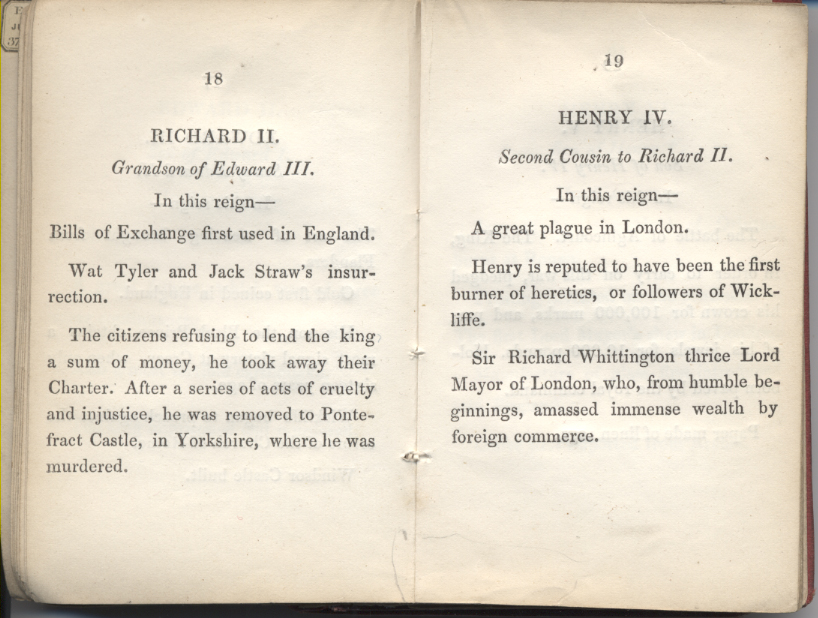 18
RICHARD II.
Grandson of Edward III.
In this reign—
Bills of Exchange first used in England.
Wat Tyler and Jack Straw's insur-
rection.
The citizens refusing to lend the king
a sum of money, he took away their
Charter. After a series of acts of cruelty
and injustice, he was removed to Ponte-
fract Castle, in Yorkshire, where he was
murdered.
19
HENRY IV.
Second Cousin to Richard II.
In this reign—
A great plague in London.
Henry is reputed to have been the first
burner of heretics, or followers of Wick-
liffe.
Sir Richard Whittington thrice Lord
Mayor of London, who, from humble be-
ginnings, amassed immense wealth by
foreign commerce.